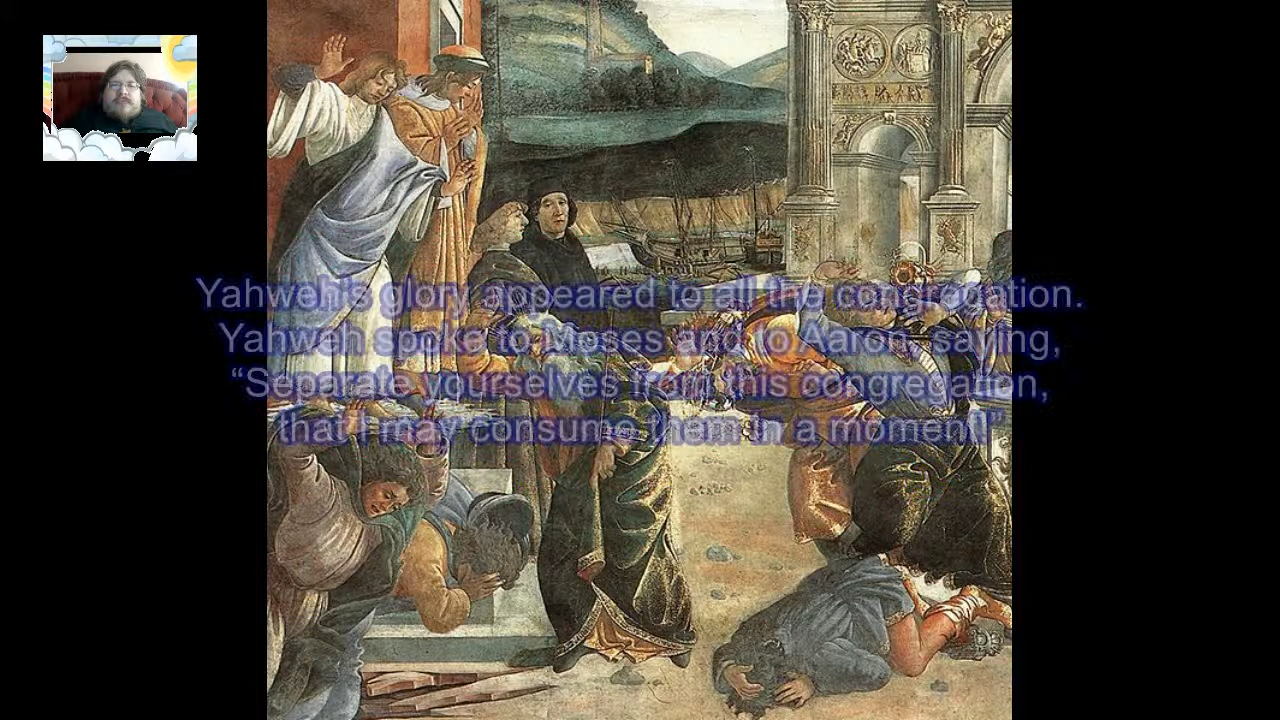 Yahweh's glory appeared to all the congregation.
Yahweh spoke to Moses and to Aaron, saying,
“Separate yourselves from this congregation,
that I may consume them in a moment!”